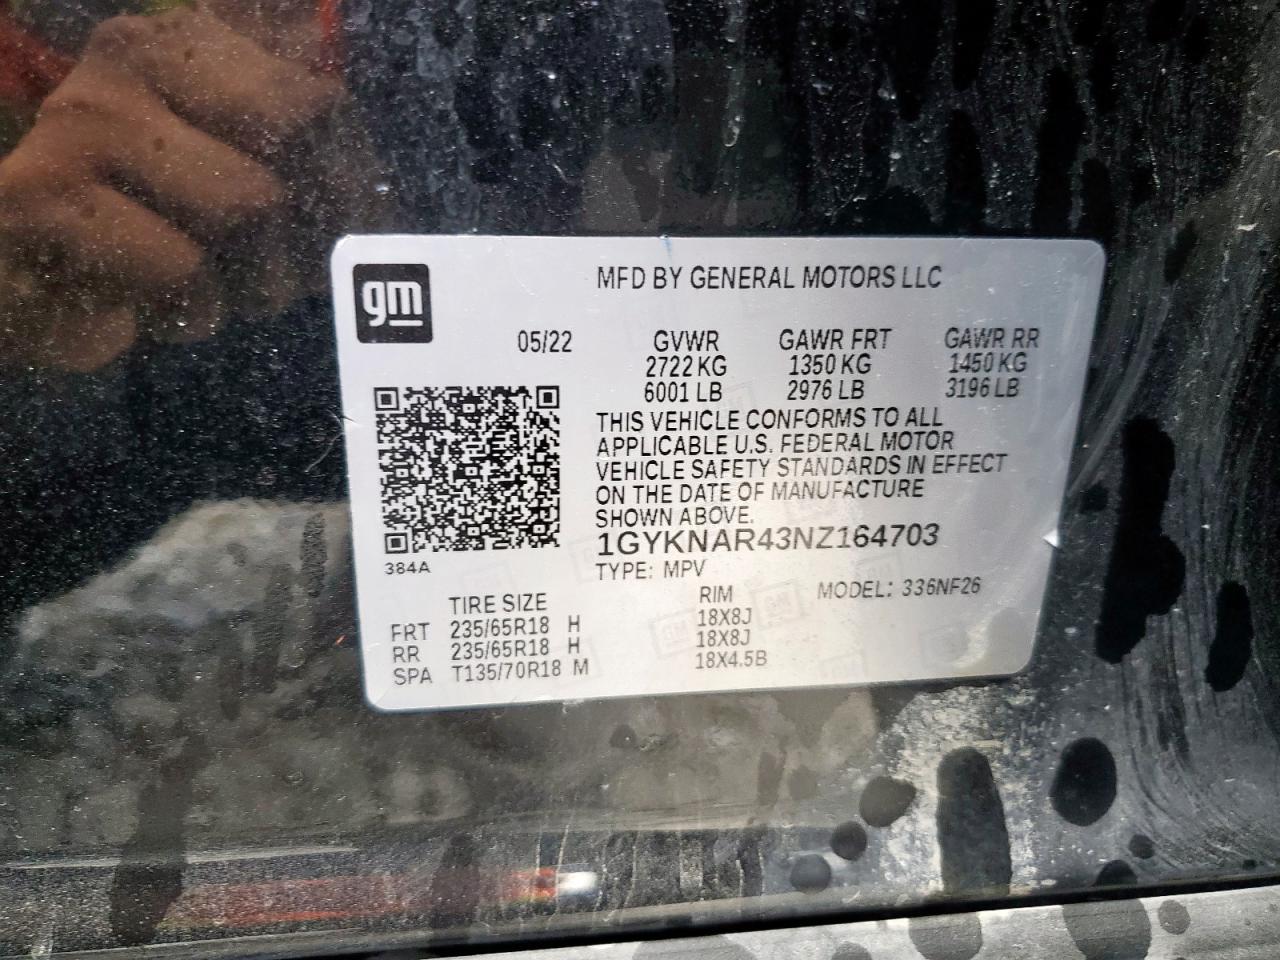 gm
MFD BY GENERAL MOTORS LLC
05/22 GVWR GAWR FRT GAWR RR
2722 KG 1350 KG 1450 KG
6001 LB 2976 LB 3196 LB
THIS VEHICLE CONFORMS TO ALL
APPLICABLE U.S. FEDERAL MOTOR
VEHICLE SAFETY STANDARDS IN EFFECT
ON THE DATE OF MANUFACTURE
SHOWN ABOVE.
1GYKNAR43NZ164703
384A
TYPE: MPV
TIRE SIZE RIM MODEL: 336NF26
FRT 235/65R18 H 18X8J
RR 235/65R18 H 18X8J
SPA T135/70R18 M 18X4.5B